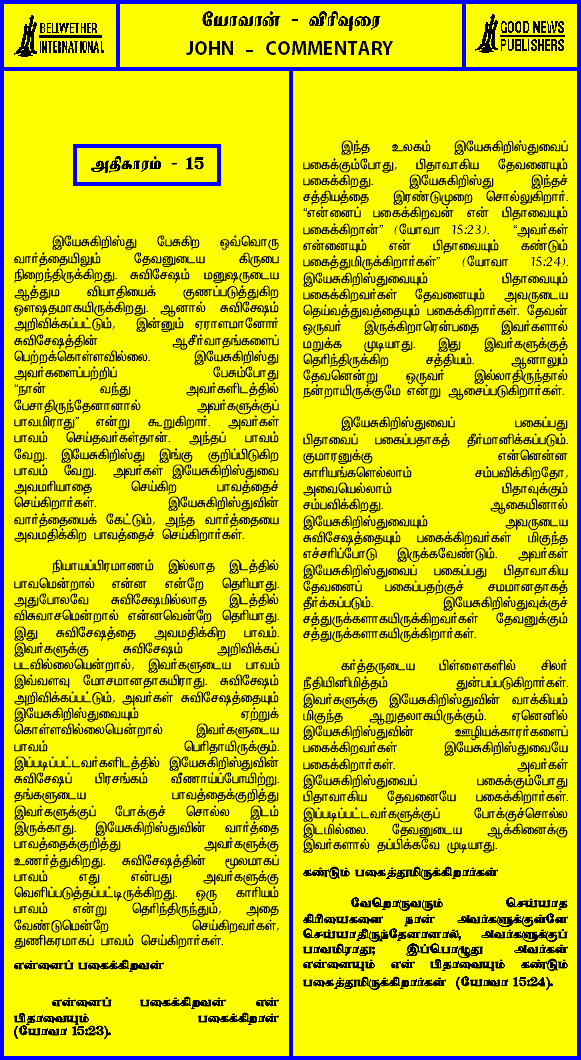 BELLWETHER
INTERNATIONAL
யோவான் - விரிவுரை
JOHN - COMMENTARY
GOOD NEWS
PUBLISHERS
அதிகாரம் - 15
இயேசுகிறிஸ்து பேசுகிற ஒவ்வொரு
வார்த்தையிலும் தேவனுடைய கிருபை
நிறைந்திருக்கிறது. சுவிசேஷம் மனுஷருடைய
ஆத்தும வியாதியைக் குணப்படுத்துகிற
ஔஷதமாகயிருக்கிறது. ஆனால் சுவிசேஷம்
அறிவிக்கப்பட்டும், இன்னும் ஏராளமானோர்
சுவிசேஷத்தின் ஆசீர்வாதங்களைப்
பெற்றக்கொள்ளவில்லை. இயேசுகிறிஸ்து
அவர்களைப்பற்றிப் பேசும்போது
“நான் வந்து அவர்களிடத்தில்
பேசாதிருந்தேனானால் அவர்களுக்குப்
பாவமிராது” என்று கூறுகிறார். அவர்கள்
பாவம் செய்தவர்கள்தான். அந்தப் பாவம்
வேறு. இயேசுகிறிஸ்து இங்கு குறிப்பிடுகிற
பாவம் வேறு. அவர்கள் இயேசுகிறிஸ்துவை
அவமரியாதை செய்கிற பாவத்தைச்
செய்கிறார்கள். இயேசுகிறிஸ்துவின்
வார்த்தையைக் கேட்டும், அந்த வார்த்தையை
அவமதிக்கிற பாவத்தைச் செய்கிறார்கள்.
நியாயப்பிரமாணம் இல்லாத இடத்தில்
பாவமென்றால் என்ன என்றே தெரியாது.
அதுபோலவே சுவிசேஷமில்லாத இடத்தில்
விசுவாசமென்றால் என்னவென்றே தெரியாது.
இது சுவிசேஷத்தை அவமதிக்கிற பாவம்.
இவர்களுக்கு சுவிசேஷம் அறிவிக்கப்
படவில்லையென்றால், இவர்களுடைய பாவம்
இவ்வளவு மோசமானதாகயிராது. சுவிசேஷம்
அறிவிக்கப்பட்டும், அவர்கள் சுவிசேஷத்தையும்
இயேசுகிறிஸ்துவையும் ஏற்றுக்
கொள்ளவில்லையென்றால் இவர்களுடைய
பாவம் பெரிதாயிருக்கும்.
இப்படிப்பட்டவர்களிடத்தில் இயேசுகிறிஸ்துவின்
சுவிசேஷப் பிரசங்கம் வீணாய்ப்போயிற்று.
தங்களுடைய பாவத்தைக்குறித்து
இவர்களுக்குப் போக்குச் சொல்ல இடம்
இருக்காது. இயேசுகிறிஸ்துவின் வார்த்தை
பாவத்தைக்குறித்து அவர்களுக்கு
உணர்த்துகிறது. சுவிசேஷத்தின் மூலமாகப்
பாவம் எது என்பது அவர்களுக்கு
வெளிப்படுத்தப்பட்டிருக்கிறது. ஒரு காரியம்
பாவம் என்று தெரிந்திருந்தும், அதை
வேண்டுமென்றே செய்கிறவர்கள்,
துணிகரமாகப் பாவம் செய்கிறார்கள்.
என்னைப் பகைக்கிறவன்
என்னைப் பகைக்கிறவன் என்
பிதாவையும் பகைக்கிறான்
(யோவா 15:23).
இந்த உலகம் இயேசுகிறிஸ்துவைப்
பகைக்கும்போது, பிதாவாகிய தேவனையும்
பகைக்கிறது. இயேசுகிறிஸ்து இந்தச்
சத்தியத்தை இரண்டுமுறை சொல்லுகிறார்.
“என்னைப் பகைக்கிறவன் என் பிதாவையும்
பகைக்கிறான்” (யோவா 15:23). “அவர்கள்
என்னையும் என் பிதாவையும் கண்டும்
பகைத்துமிருக்கிறார்கள்” (யோவா 15:24).
இயேசுகிறிஸ்துவையும் பிதாவையும்
பகைக்கிறவர்கள் தேவனையும் அவருடைய
தெய்வத்துவத்தையும் பகைக்கிறார்கள். தேவன்
ஒருவர் இருக்கிறாரென்பதை இவர்களால்
மறுக்க முடியாது. இது இவர்களுக்குத்
தெரிந்திருக்கிற சத்தியம். ஆனாலும்
தேவனென்று ஒருவர் இல்லாதிருந்தால்
நன்றாயிருக்குமே என்று ஆசைப்படுகிறார்கள்.
இயேசுகிறிஸ்துவைப் பகைப்பது
பிதாவைப் பகைப்பதாகத் தீர்மானிக்கப்படும்.
குமாரனுக்கு என்னென்ன
காரியங்களெல்லாம் சம்பவிக்கிறதோ,
அவையெல்லாம் பிதாவுக்கும்
சம்பவிக்கிறது. ஆகையினால்
இயேசுகிறிஸ்துவையும் அவருடைய
சுவிசேஷத்தையும் பகைக்கிறவர்கள் மிகுந்த
எச்சரிப்போடு இருக்கவேண்டும். அவர்கள்
இயேசுகிறிஸ்துவைப் பகைப்பது பிதாவாகிய
தேவனைப் பகைப்பதற்குச் சமமானதாகத்
தீர்க்கப்படும். இயேசுகிறிஸ்துவுக்குச்
சத்துருக்களாகயிருக்கிறவர்கள் தேவனுக்கும்
சத்துருக்களாகயிருக்கிறார்கள்.
கர்த்தருடைய பிள்ளைகளில் சிலர்
நீதியினிமித்தம் துன்பப்படுகிறார்கள்.
இவர்களுக்கு இயேசுகிறிஸ்துவின் வாக்கியம்
மிகுந்த ஆறுதலாகயிருக்கும். ஏனெனில்
இயேசுகிறிஸ்துவின் ஊழியக்காரர்களைப்
பகைக்கிறவர்கள் இயேசுகிறிஸ்துவையே
பகைக்கிறார்கள். அவர்கள்
இயேசுகிறிஸ்துவைப் பகைக்கும்போது
பிதாவாகிய தேவனையே பகைக்கிறார்கள்.
இப்படிப்பட்டவர்களுக்குப் போக்குச்சொல்ல
இடமில்லை. தேவனுடைய ஆக்கினைக்கு
இவர்களால் தப்பிக்கவே முடியாது.
கண்டும் பகைத்துமிருக்கிறார்கள்
வேறொருவரும் செய்யாத
கிரியைகளை நான் அவர்களுக்குள்ளே
செய்யாதிருந்தேனானால், அவர்களுக்குப்
பாவமிராது; இப்பொழுது அவர்கள்
என்னையும் என் பிதாவையும் கண்டும்
பகைத்துமிருக்கிறார்கள் (யோவா 15:24).